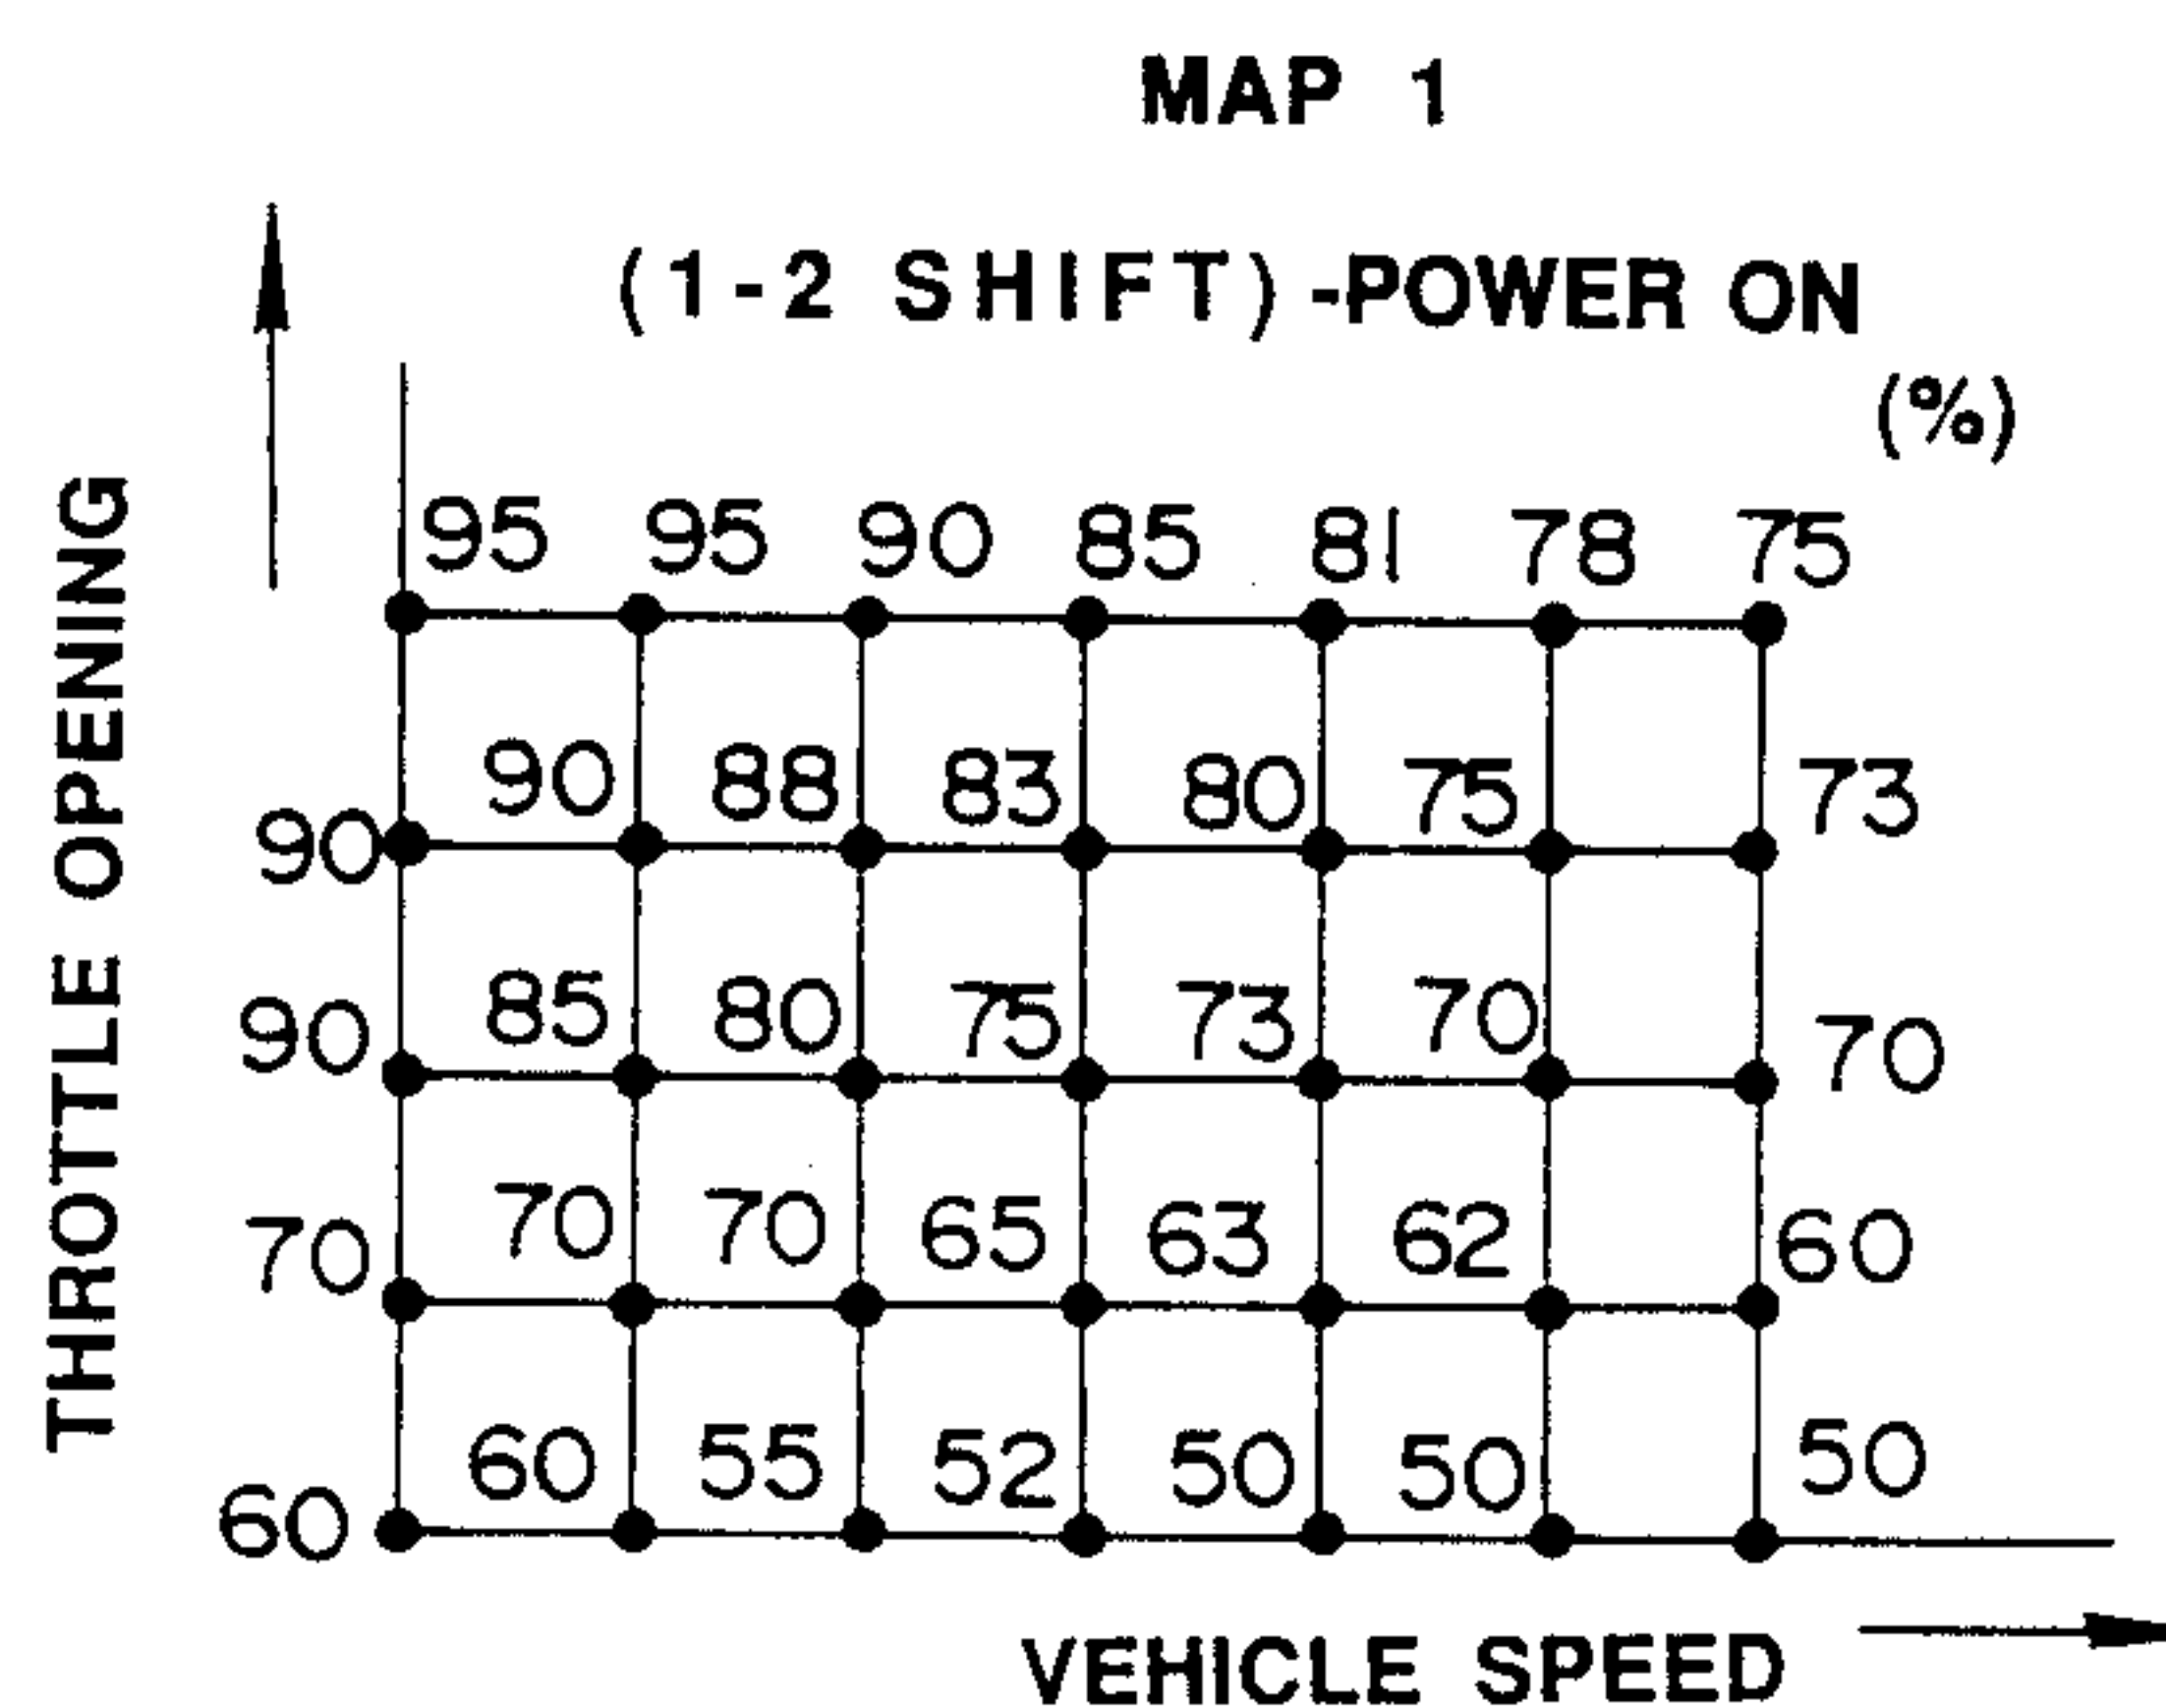 MAP 1
(1-2 SHIFT)-POWER ON
(%)
THROTTLE OPENING
95 95 90 85 81 78 75
90 90 88 83 80 75 73
90 85 80 75 73 70 70
70 70 70 65 63 62 60
60 60 55 52 50 50 50
VEHICLE SPEED